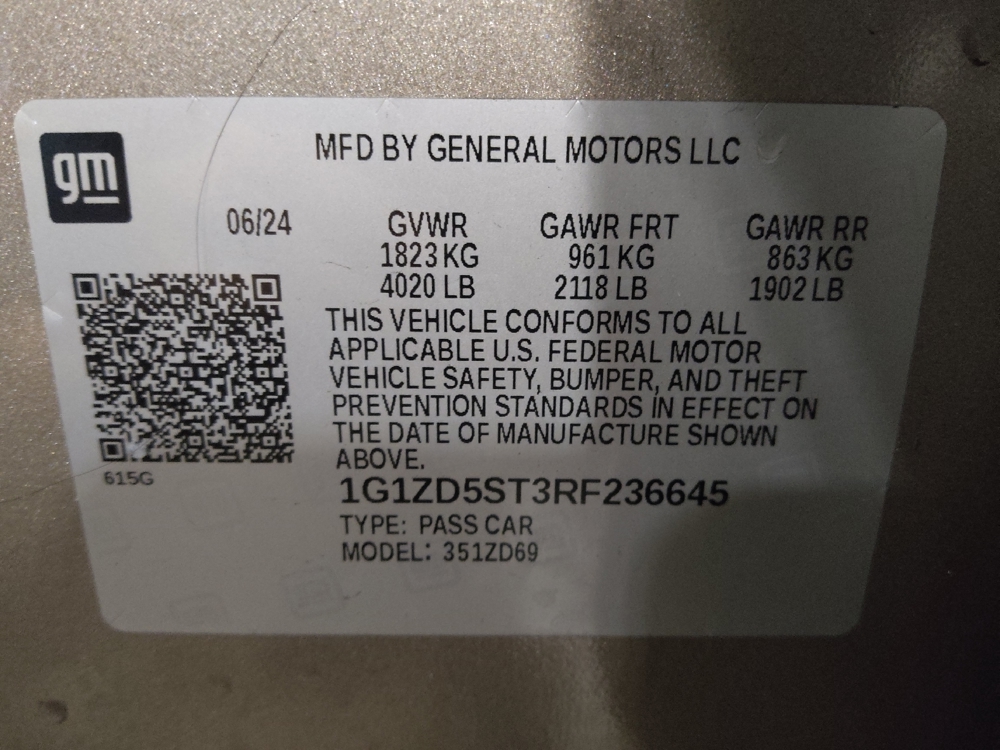 gm
MFD BY GENERAL MOTORS LLC
06/24 GVWR GAWR FRT GAWR RR
1823 KG 961 KG 863 KG
4020 LB 2118 LB 1902 LB
THIS VEHICLE CONFORMS TO ALL
APPLICABLE U.S. FEDERAL MOTOR
VEHICLE SAFETY, BUMPER, AND THEFT
PREVENTION STANDARDS IN EFFECT ON
THE DATE OF MANUFACTURE SHOWN
ABOVE.
615G
1G1ZD5ST3RF236645
TYPE: PASS CAR
MODEL: 351ZD69